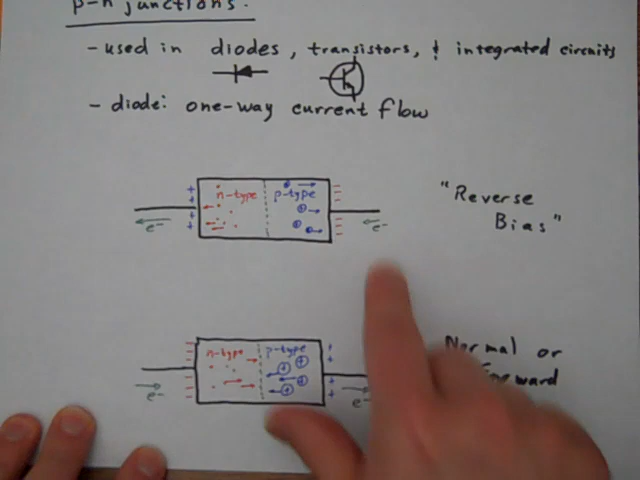 p-n junctions:
- used in diodes, transistors, & integrated circuits
- diode: one-way current flow
n-type p-type
e-
e-
"Reverse
Bias"
n-type p-type
e-
e-
Normal or